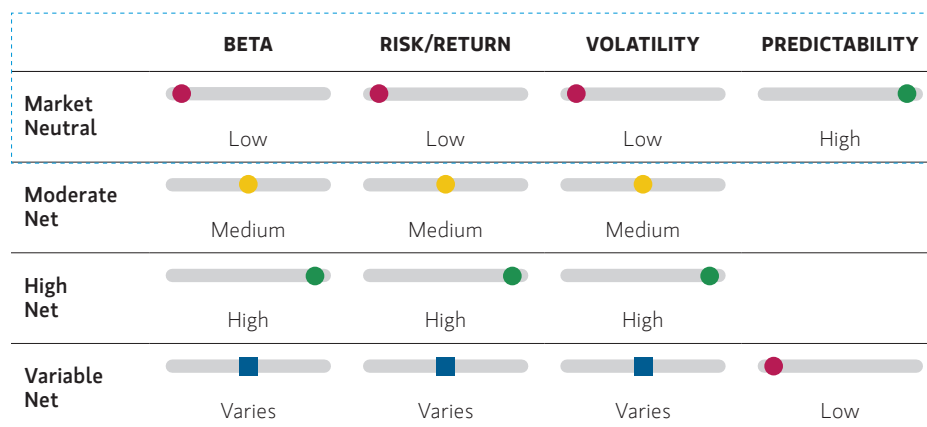 BETA RISK/RETURN VOLATILITY PREDICTABILITY
Market
Neutral
Low Low Low High
Moderate
Net
Medium Medium Medium
High
Net
High High High
Variable
Net
Varies Varies Varies Low